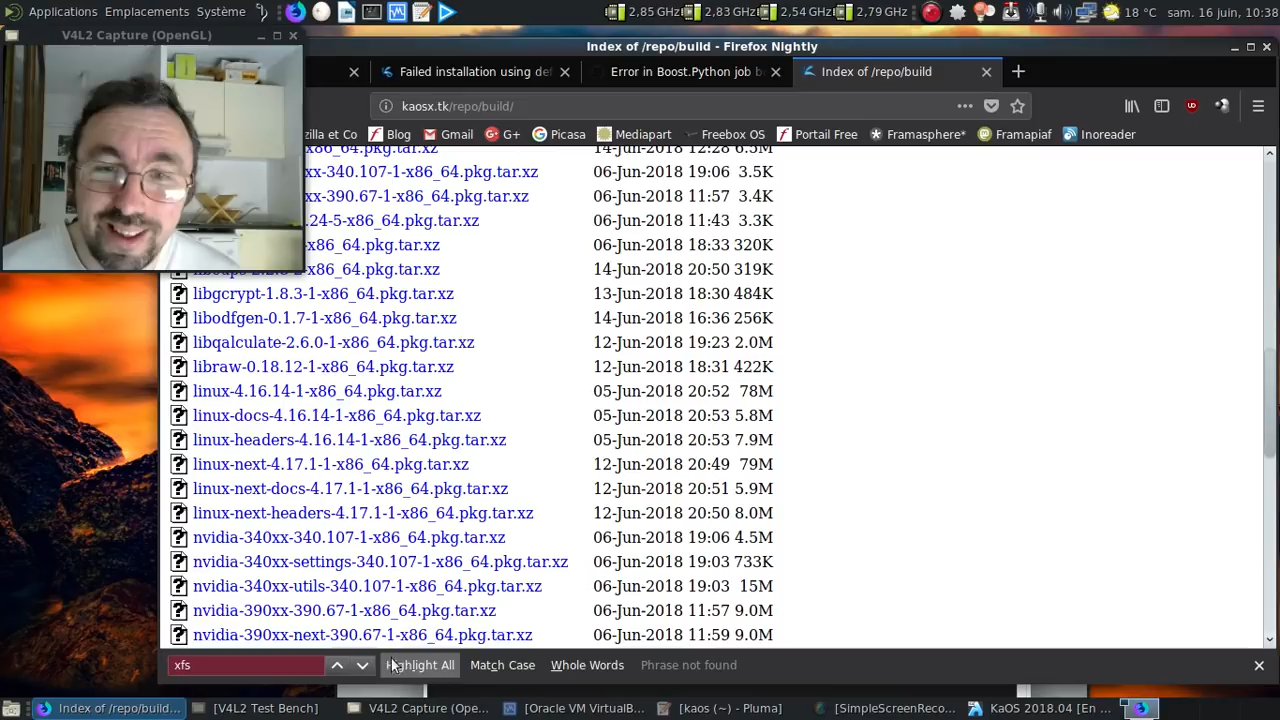 Applications Emplacements Système 2,85 GHz 2,83 GHz 2,54 GHz 2,79 GHz 18 °C sam. 16 juin, 10:38
V4L2 Capture (OpenGL)
Index of /repo/build - Firefox Nightly
Failed installation using def Error in Boost.Python job b Index of /repo/build
kaosx.tk/repo/build/
zilla et Co Blog Gmail G+ Picasa Mediapart Freebox OS Portail Free Framasphere* Framapiaf Inoreader
x86_64.pkg.tar.xz 14-Jun-2018 12:28 6.5M
xx-340.107-1-x86_64.pkg.tar.xz 06-Jun-2018 19:06 3.5K
xx-390.67-1-x86_64.pkg.tar.xz 06-Jun-2018 11:57 3.4K
.24-5-x86_64.pkg.tar.xz 06-Jun-2018 11:43 3.3K
-x86_64.pkg.tar.xz 06-Jun-2018 18:33 320K
-x86_64.pkg.tar.xz 14-Jun-2018 20:50 319K
libgcrypt-1.8.3-1-x86_64.pkg.tar.xz 13-Jun-2018 18:30 484K
libodfgen-0.1.7-1-x86_64.pkg.tar.xz 14-Jun-2018 16:36 256K
libqalculate-2.6.0-1-x86_64.pkg.tar.xz 12-Jun-2018 19:23 2.0M
libraw-0.18.12-1-x86_64.pkg.tar.xz 12-Jun-2018 18:31 422K
linux-4.16.14-1-x86_64.pkg.tar.xz 05-Jun-2018 20:52 78M
linux-docs-4.16.14-1-x86_64.pkg.tar.xz 05-Jun-2018 20:53 5.8M
linux-headers-4.16.14-1-x86_64.pkg.tar.xz 05-Jun-2018 20:53 7.9M
linux-next-4.17.1-1-x86_64.pkg.tar.xz 12-Jun-2018 20:49 79M
linux-next-docs-4.17.1-1-x86_64.pkg.tar.xz 12-Jun-2018 20:51 5.9M
linux-next-headers-4.17.1-1-x86_64.pkg.tar.xz 12-Jun-2018 20:50 8.0M
nvidia-340xx-340.107-1-x86_64.pkg.tar.xz 06-Jun-2018 19:06 4.5M
nvidia-340xx-settings-340.107-1-x86_64.pkg.tar.xz 06-Jun-2018 19:03 733K
nvidia-340xx-utils-340.107-1-x86_64.pkg.tar.xz 06-Jun-2018 19:03 15M
nvidia-390xx-390.67-1-x86_64.pkg.tar.xz 06-Jun-2018 11:57 9.0M
nvidia-390xx-next-390.67-1-x86_64.pkg.tar.xz 06-Jun-2018 11:59 9.0M
xfs Highlight All Match Case Whole Words Phrase not found
Index of /repo/build... [V4L2 Test Bench] V4L2 Capture (Ope... [Oracle VM VirtualB... [kaos (~) - Pluma] [SimpleScreenReco... KaOS 2018.04 [En ...